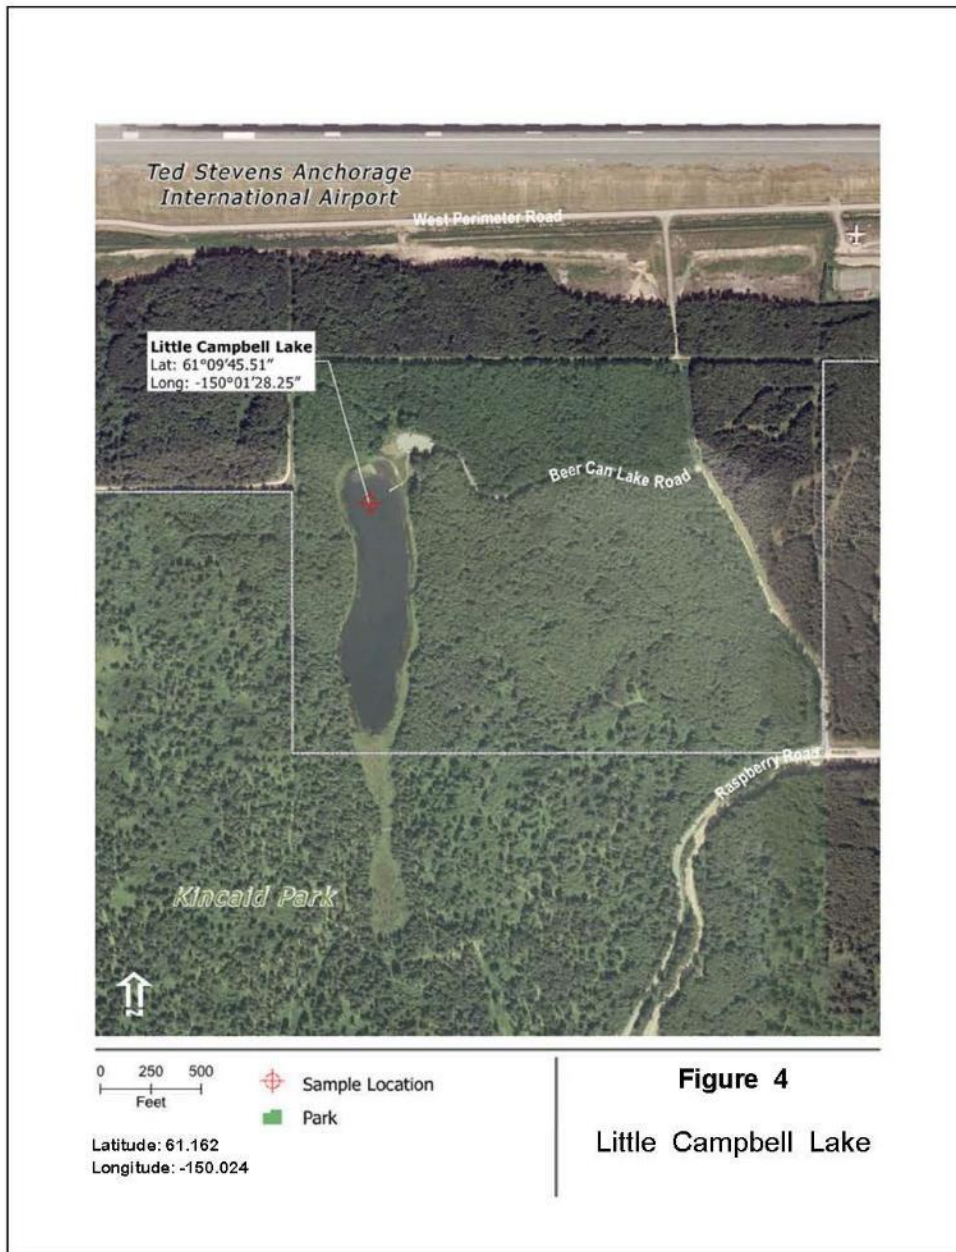 Ted Stevens Anchorage
International Airport
West Perimeter Road
Little Campbell Lake
Lat: 61°09'45.51"
Long: -150°01'28.25"
Beer Can Lake Road
Raspberry Road
Kincaid Park
N
0 250 500
Feet
Sample Location
Park
Latitude: 61.162
Longitude: -150.024
Figure 4
Little Campbell Lake